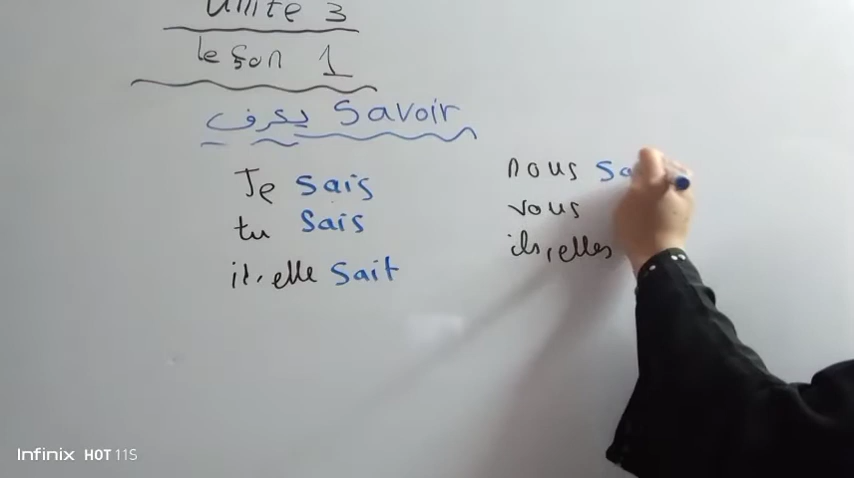 Unité 3
leçon 1
يعرف savoir
Je sais
tu sais
il, elle sait
nous sa
vous
ils, elles
Infinix HOT 11S